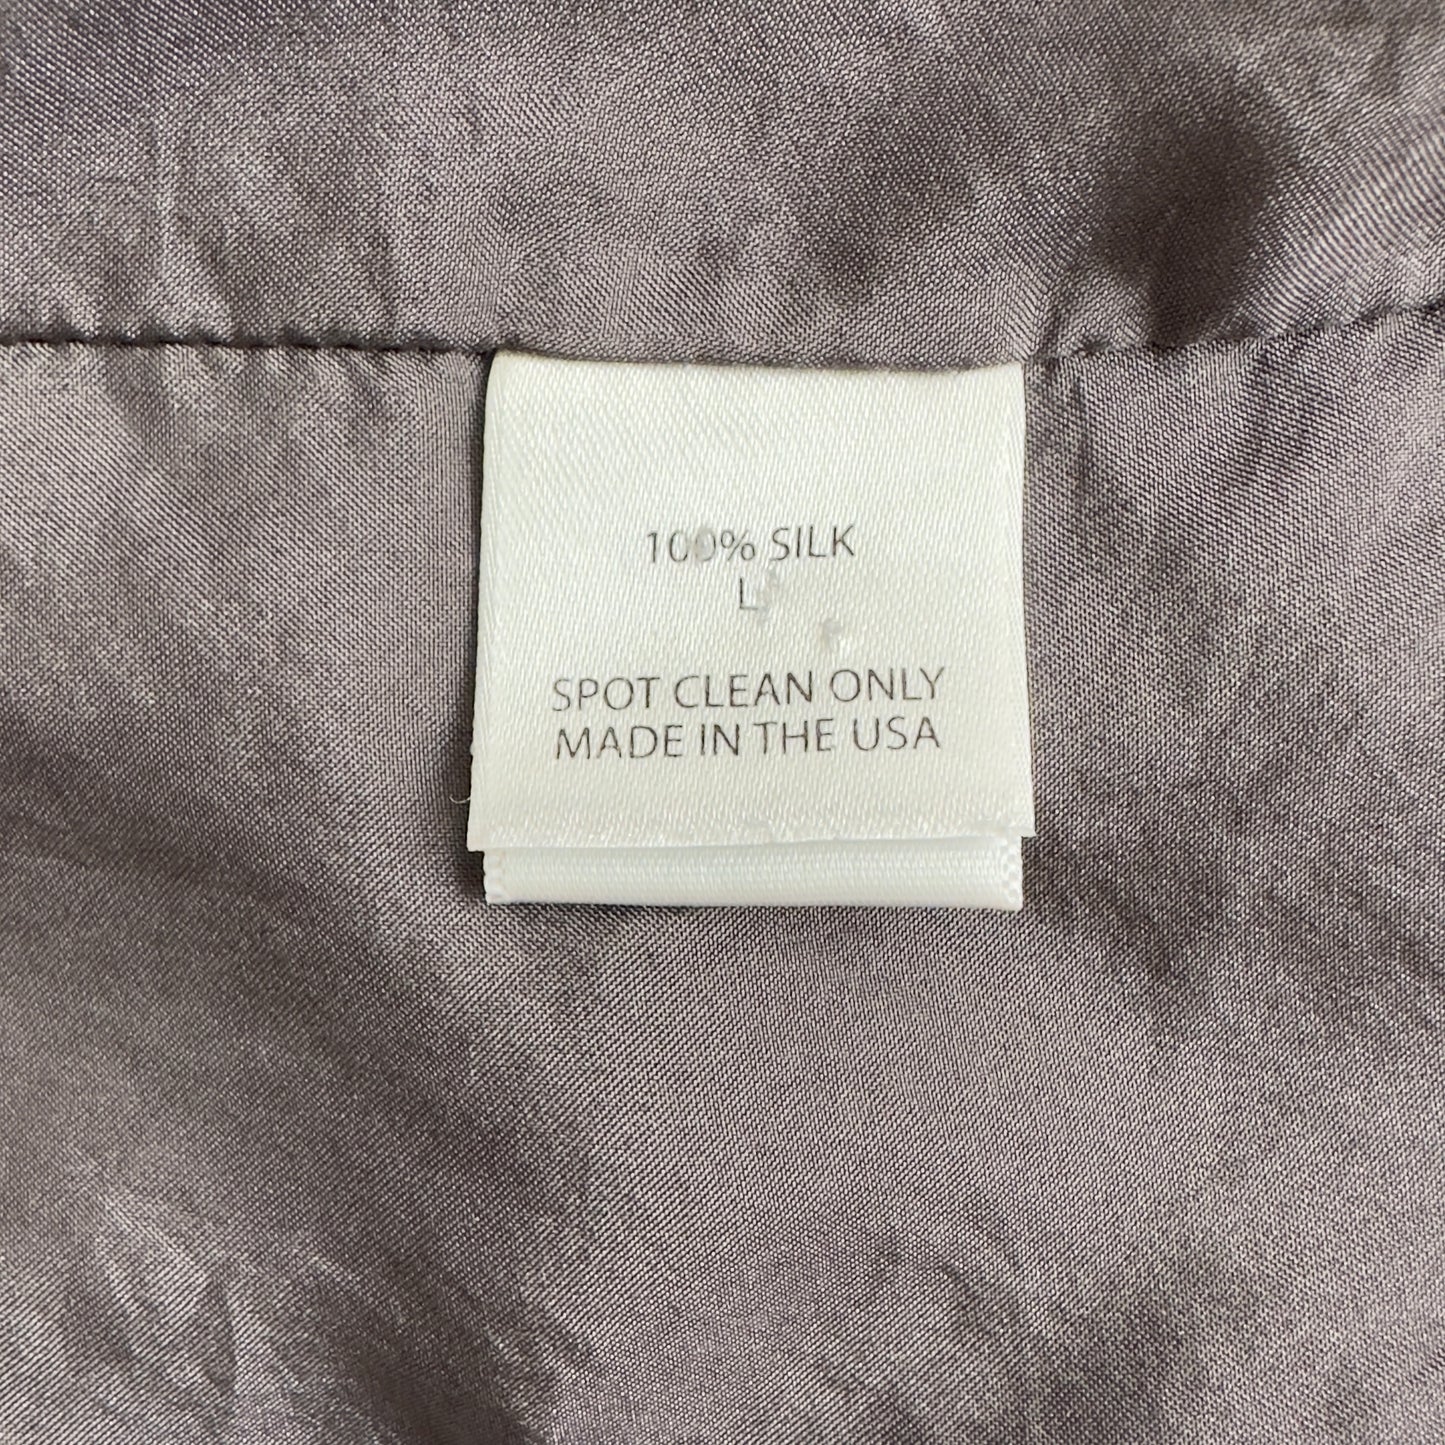 100% SILK
L
SPOT CLEAN ONLY
MADE IN THE USA